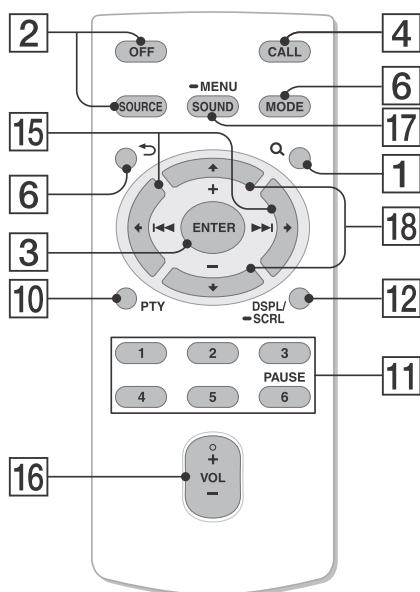 2
4
OFF
CALL
6
– MENU
SOURCE
SOUND
MODE
17
15
1
6
+
18
ENTER
3
–
10
PTY
DSPL/
– SCRL
12
1
2
3
PAUSE
11
4
5
6
16
+
VOL
–